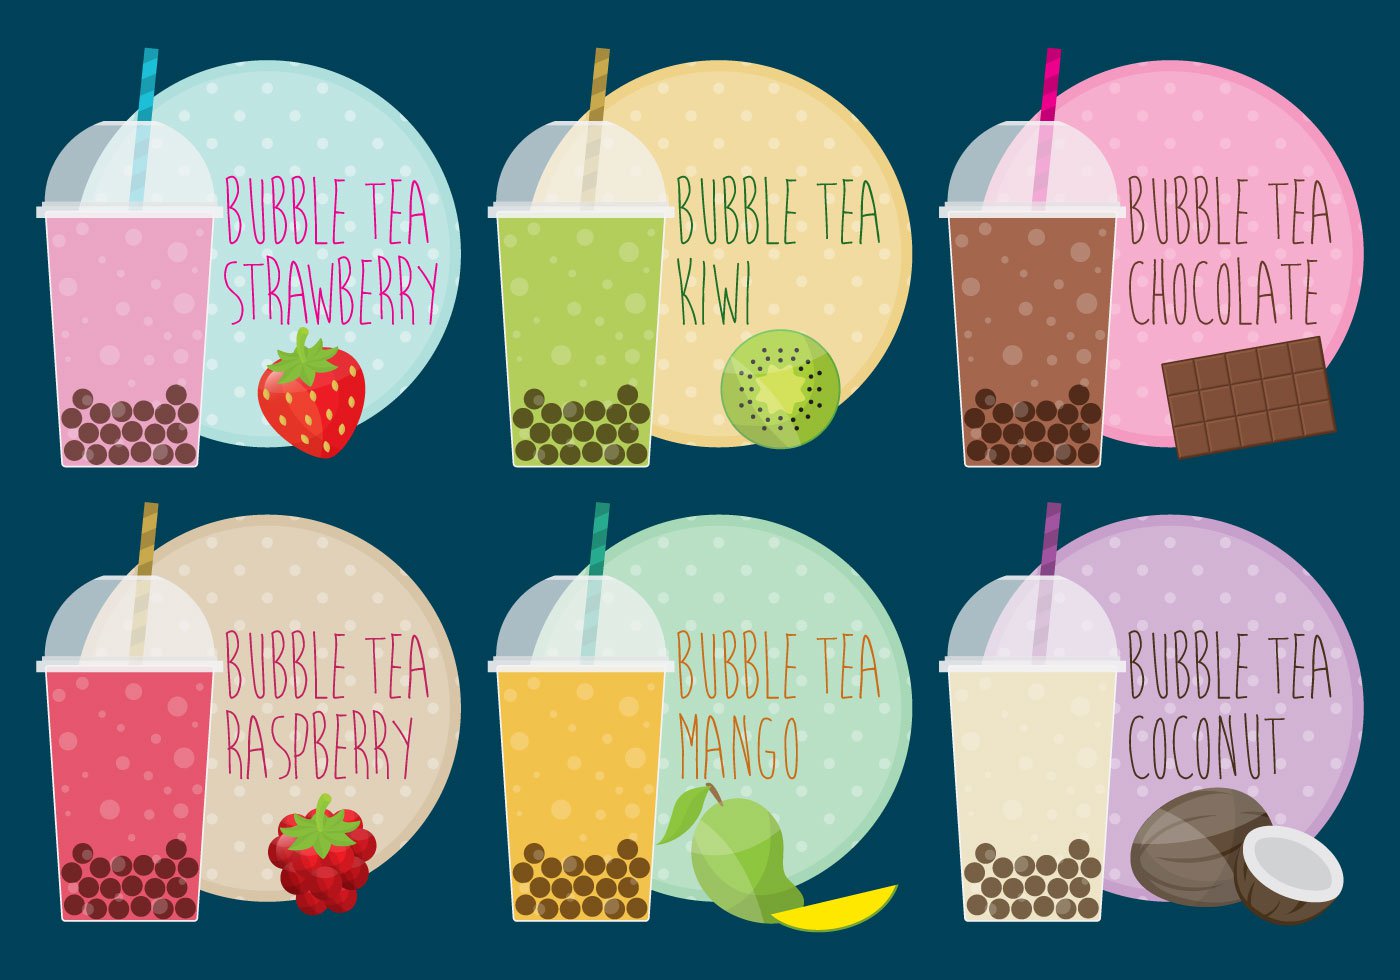 BUBBLE TEA
STRAWBERRY
BUBBLE TEA
KIWI
BUBBLE TEA
CHOCOLATE
BUBBLE TEA
RASPBERRY
BUBBLE TEA
MANGO
BUBBLE TEA
COCONUT